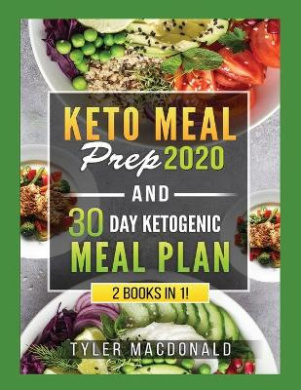 KETO MEAL
Prep 2020
AND
30 DAY KETOGENIC
MEAL PLAN
2 BOOKS IN 1!
TYLER MACDONALD